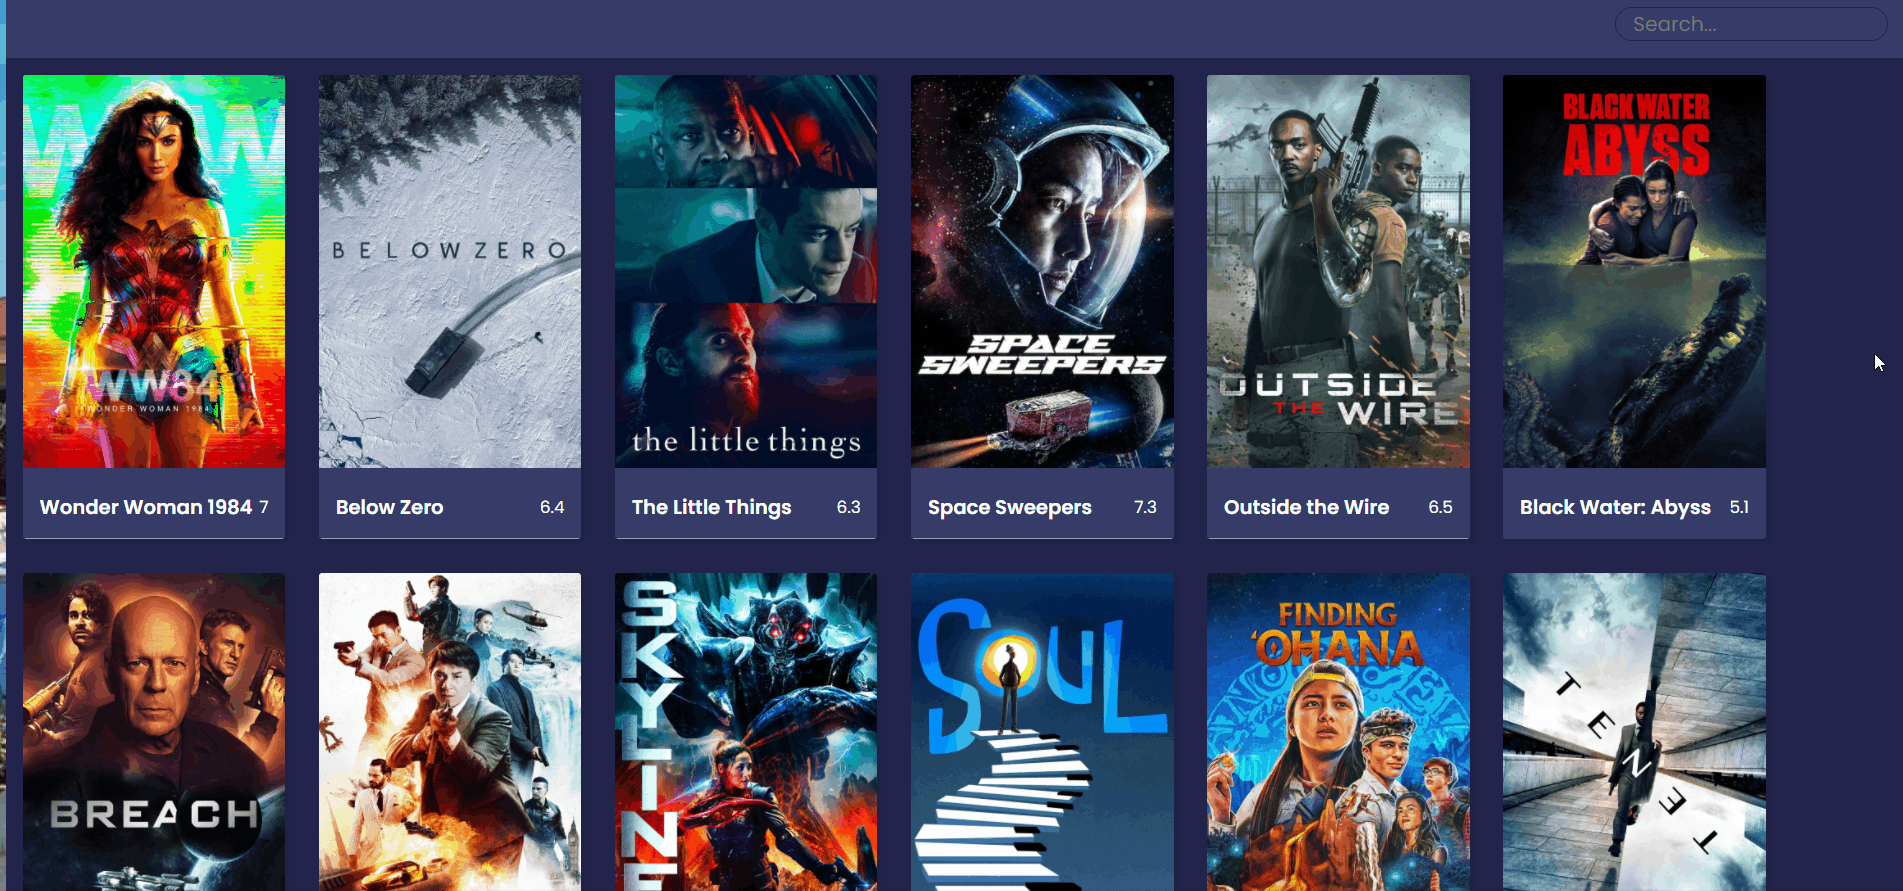 Search...
WW84
WONDER WOMAN 1984
BELOW ZERO
the little things
SPACE
SWEEPERS
OUTSIDE
THE WIRE
BLACK WATER
ABYSS
Wonder Woman 1984 7
Below Zero 6.4
The Little Things 6.3
Space Sweepers 7.3
Outside the Wire 6.5
Black Water: Abyss 5.1
BREACH
SKYLINE
SOUL
FINDING
'OHANA
TENET